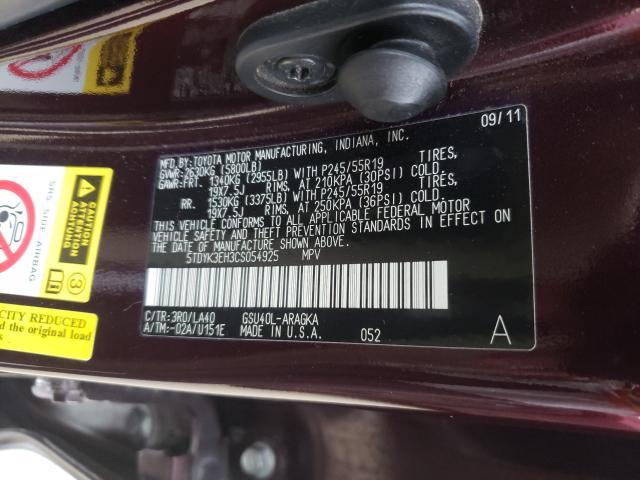 09/11
MFD. BY: TOYOTA MOTOR MANUFACTURING, INDIANA, INC.
GVWR: 2630KG (5800LB)
GAWR: FRT. 1340KG (2955LB) WITH P245/55R19 TIRES,
19X7.5J RIMS, AT 210KPA (30PSI) COLD
RR. 1530KG (3375LB) WITH P245/55R19 TIRES,
19X7.5J RIMS, AT 250KPA (36PSI) COLD
THIS VEHICLE CONFORMS TO ALL APPLICABLE FEDERAL MOTOR
VEHICLE SAFETY AND THEFT PREVENTION STANDARDS IN EFFECT ON
THE DATE OF MANUFACTURE SHOWN ABOVE.
5TDYK3EH3CS054925 MPV
C/TR: 3R0/LA40 GSU40L-ARAGKA
A/TM: -02A/U151E MADE IN U.S.A. 052
A
CAUTION
ATTENTION
SRS SIDE AIRBAG
CITY REDUCED